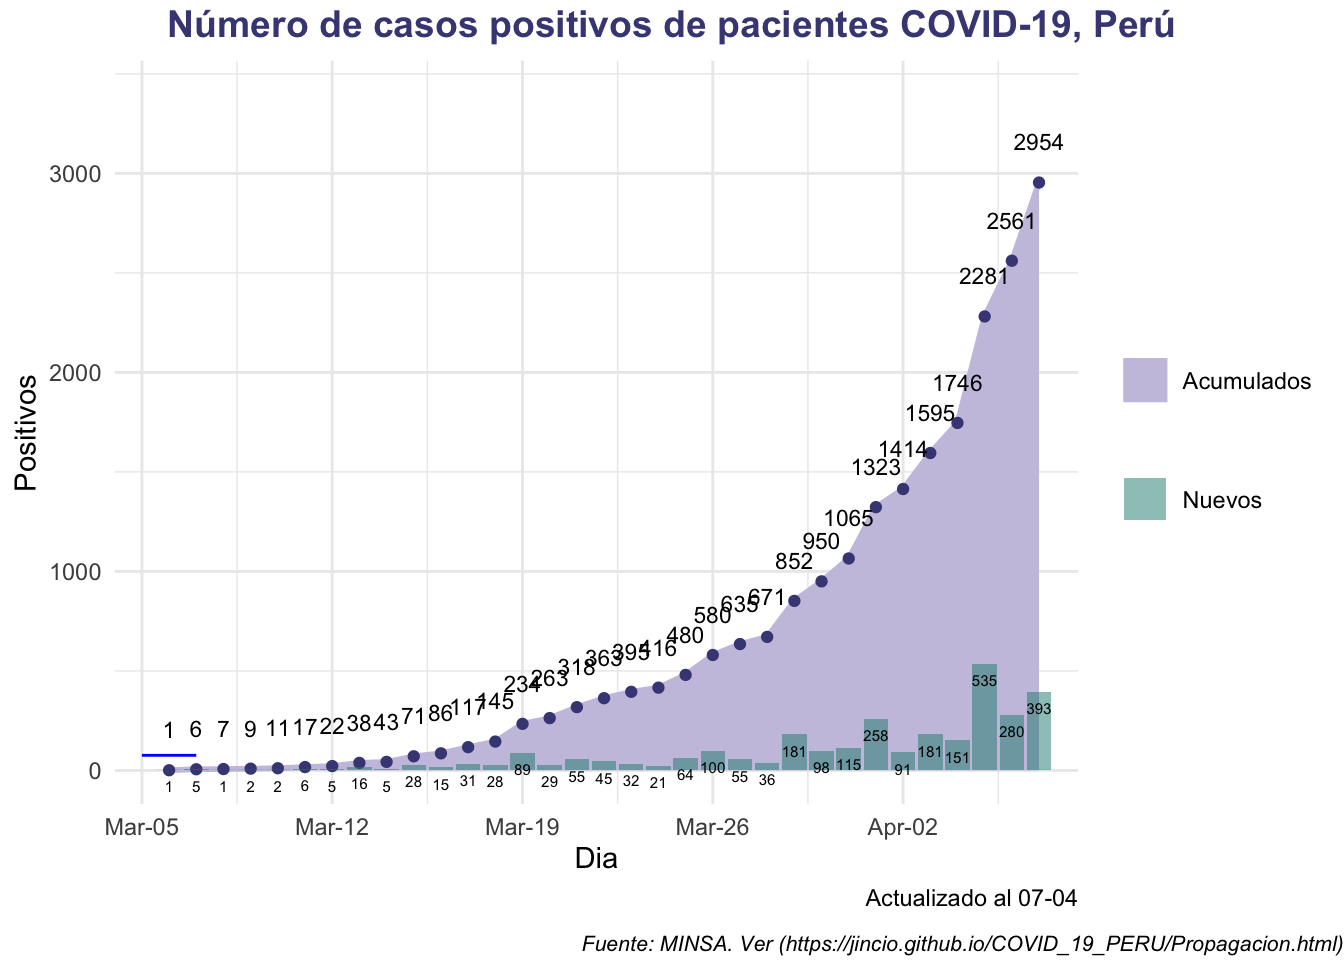 Número de casos positivos de pacientes COVID-19, Perú
Positivos
3000
2000
1000
0
1 6 7 9 11 17 22 38 43 71 86 117 145 234 263 318 363 395 416 480 580 635 671 852 950 1065 1323 1414 1595 1746 2281 2561 2954
1 5 1 2 2 6 5 16 5 28 15 31 28 89 29 55 45 32 21 64 100 55 36 181 98 115 258 91 181 151 535 280 393
Mar-05 Mar-12 Mar-19 Mar-26 Apr-02
Dia
Acumulados
Nuevos
Actualizado al 07-04
Fuente: MINSA. Ver (https://jincio.github.io/COVID_19_PERU/Propagacion.html)